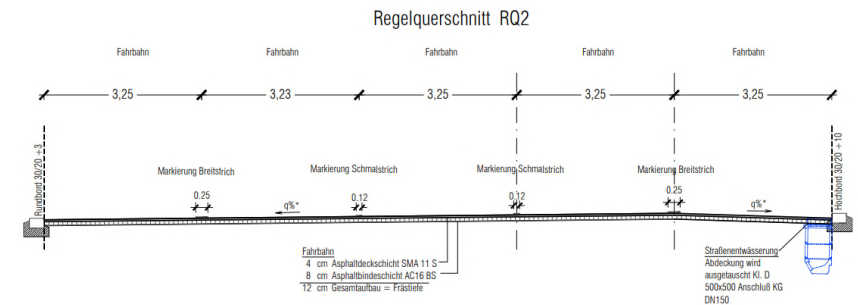 Regelquerschnitt RQ2
Fahrbahn Fahrbahn Fahrbahn Fahrbahn Fahrbahn
3,25 3,23 3,25 3,25 3,25
Rundbord 30/20 +3
Hochbord 30/20 +10
Markierung Breitstrich Markierung Schmalstrich Markierung Schmalstrich Markierung Breitstrich
0.25 0.12 0.12 0.25
q%* q%*
Fahrbahn
4 cm Asphaltdeckschicht SMA 11 S
8 cm Asphaltbindeschicht AC16 BS
12 cm Gesamtaufbau = Frästiefe
Straßenentwässerung
Abdeckung wird
ausgetauscht Kl. D
500x500 Anschluß KG
DN150